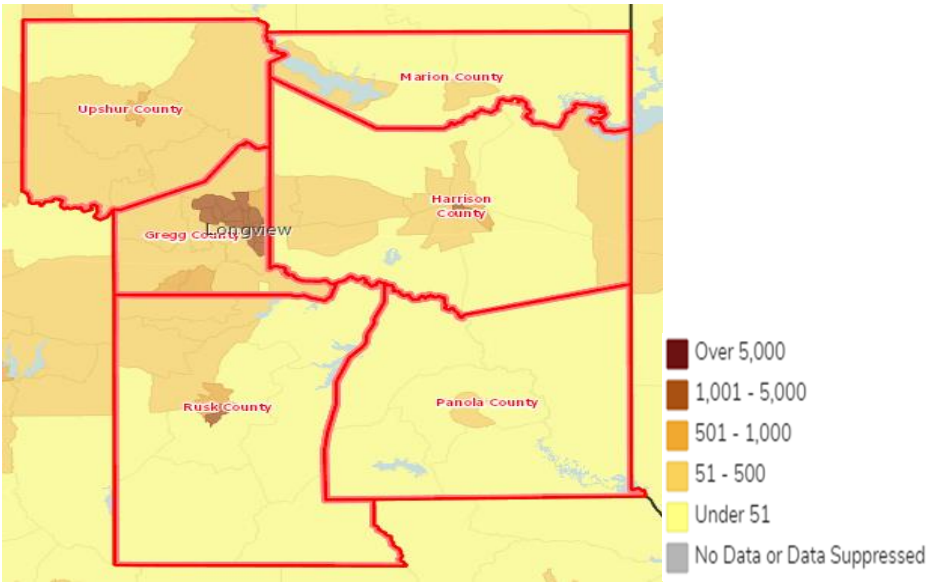 Marion County
Upshur County
Harrison
County
Gregg County
Longview
Rusk County
Panola County
Over 5,000
1,001 - 5,000
501 - 1,000
51 - 500
Under 51
No Data or Data Suppressed